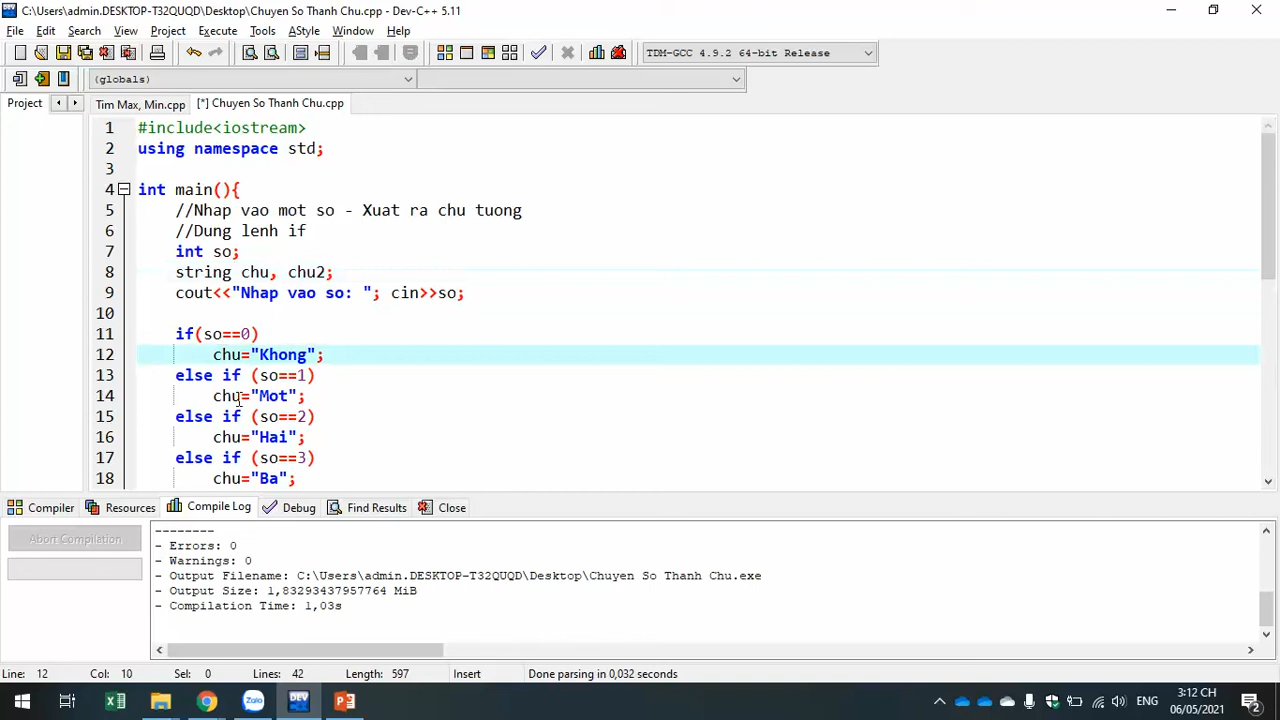 C:\Users\admin.DESKTOP-T32QUQD\Desktop\Chuyen So Thanh Chu.cpp - Dev-C++ 5.11
File Edit Search View Project Execute Tools AStyle Window Help
TDM-GCC 4.9.2 64-bit Release
(globals)
Project
Tim Max, Min.cpp
[*] Chuyen So Thanh Chu.cpp
1 #include<iostream>
2 using namespace std;
3
4 int main(){
5 //Nhap vao mot so - Xuat ra chu tuong
6 //Dung lenh if
7 int so;
8 string chu, chu2;
9 cout<<"Nhap vao so: "; cin>>so;
10
11 if(so==0)
12 chu="Khong";
13 else if (so==1)
14 chu="Mot";
15 else if (so==2)
16 chu="Hai";
17 else if (so==3)
18 chu="Ba";
Compiler Resources Compile Log Debug Find Results Close
Abort Compilation
--------
- Errors: 0
- Warnings: 0
- Output Filename: C:\Users\admin.DESKTOP-T32QUQD\Desktop\Chuyen So Thanh Chu.exe
- Output Size: 1,83293437957764 MiB
- Compilation Time: 1,03s
Line: 12 Col: 10 Sel: 0 Lines: 42 Length: 597 Insert Done parsing in 0,032 seconds
Zalo
DEV
ENG
3:12 CH
06/05/2021
2